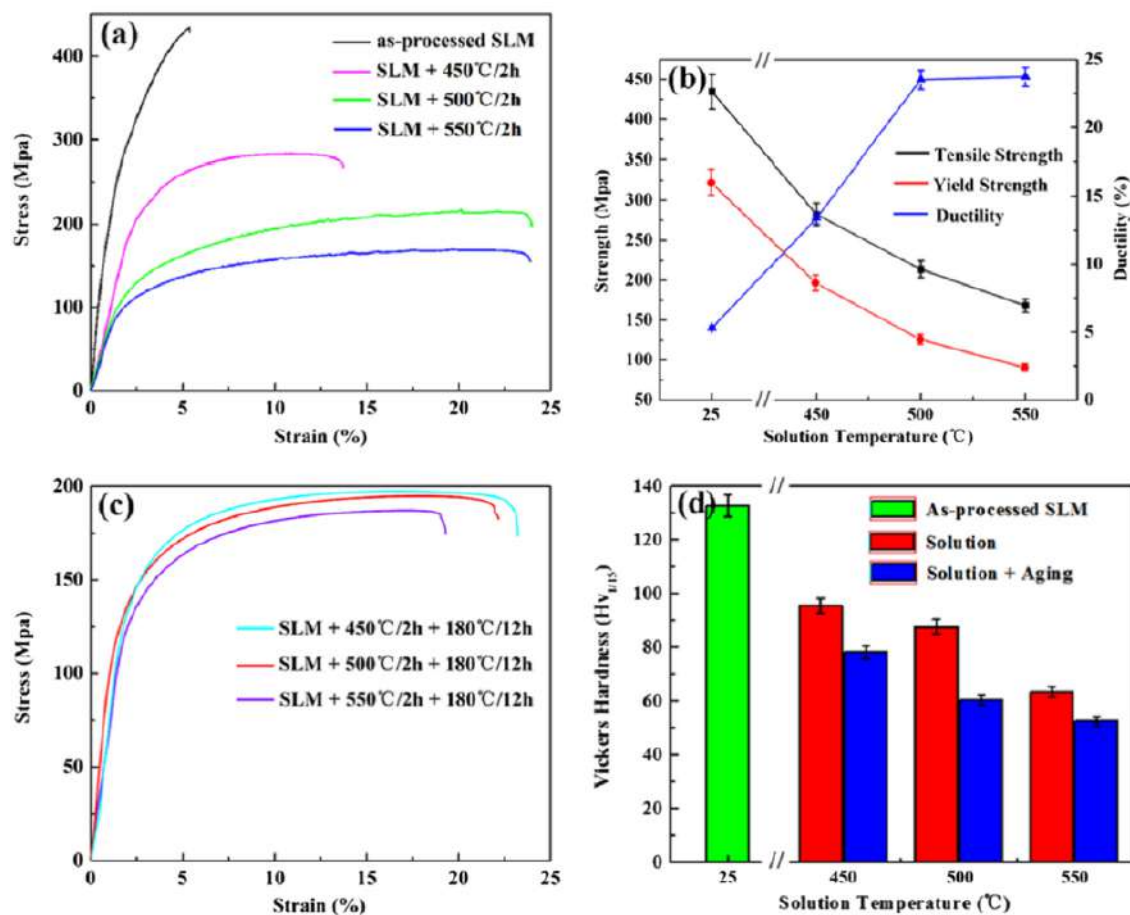 (a)
as-processed SLM
SLM + 450℃/2h
SLM + 500℃/2h
SLM + 550℃/2h
400
300
200
100
0
0 5 10 15 20 25
Stress (Mpa)
Strain (%)
(b)
Tensile Strength
Yield Strength
Ductility
450
400
350
300
250
200
150
100
50
25
20
15
10
5
0
25 // 450 500 550
//
Strength (Mpa)
Ductility (%)
Solution Temperature (℃)
(c)
SLM + 450℃/2h + 180℃/12h
SLM + 500℃/2h + 180℃/12h
SLM + 550℃/2h + 180℃/12h
200
150
100
50
0
0 5 10 15 20 25
Stress (Mpa)
Strain (%)
(d)
As-processed SLM
Solution
Solution + Aging
140
120
100
80
60
40
20
0
25 // 450 500 550
//
Vickers Hardness (Hv1/15)
Solution Temperature (℃)